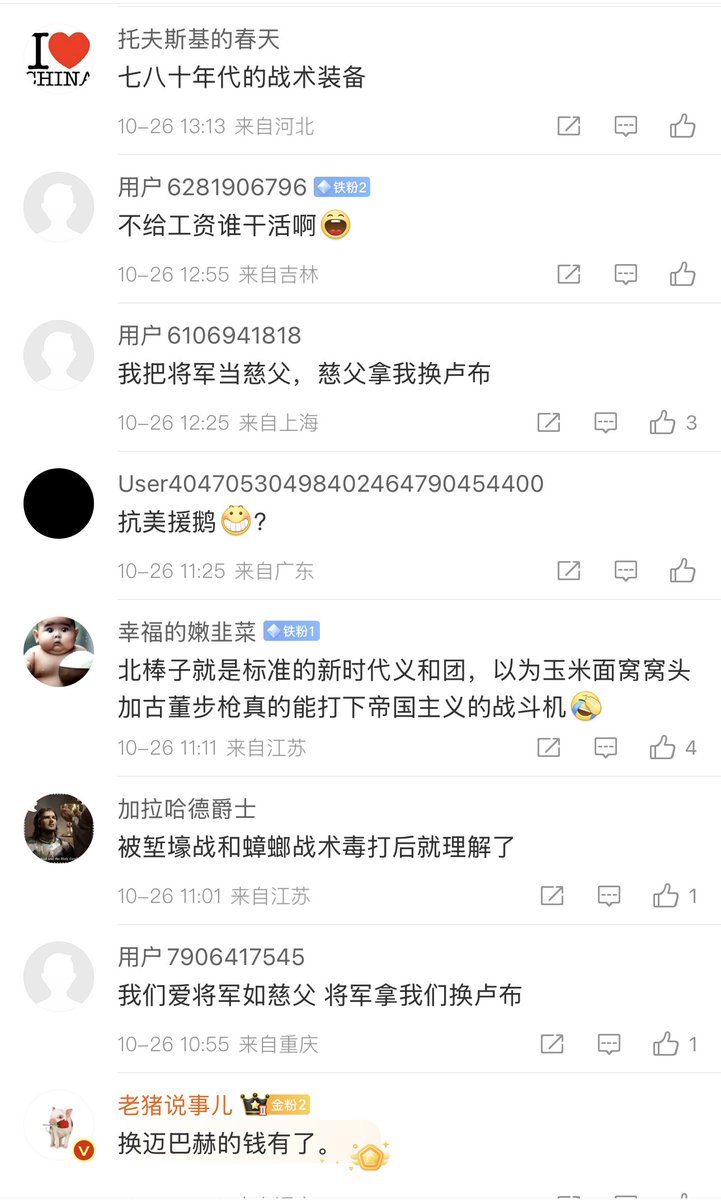 I
CHINA
托夫斯基的春天
七八十年代的战术装备
10-26 13:13 来自河北
用户6281906796 铁粉2
不给工资谁干活啊
10-26 12:55 来自吉林
用户6106941818
我把将军当慈父，慈父拿我换卢布
10-26 12:25 来自上海
3
User4047053049840246479045​4400
抗美援鹅?
10-26 11:25 来自广东
幸福的嫩韭菜 铁粉1
北棒子就是标准的新时代义和团，以为玉米面窝窝头
加古董步枪真的能打下帝国主义的战斗机
10-26 11:11 来自江苏
4
加拉哈德爵士
被堑壕战和蟑螂战术毒打后就理解了
10-26 11:01 来自江苏
1
用户7906417545
我们爱将军如慈父 将军拿我们换卢布
10-26 10:55 来自重庆
1
老猪说事儿 II 金粉2
V
换迈巴赫的钱有了。